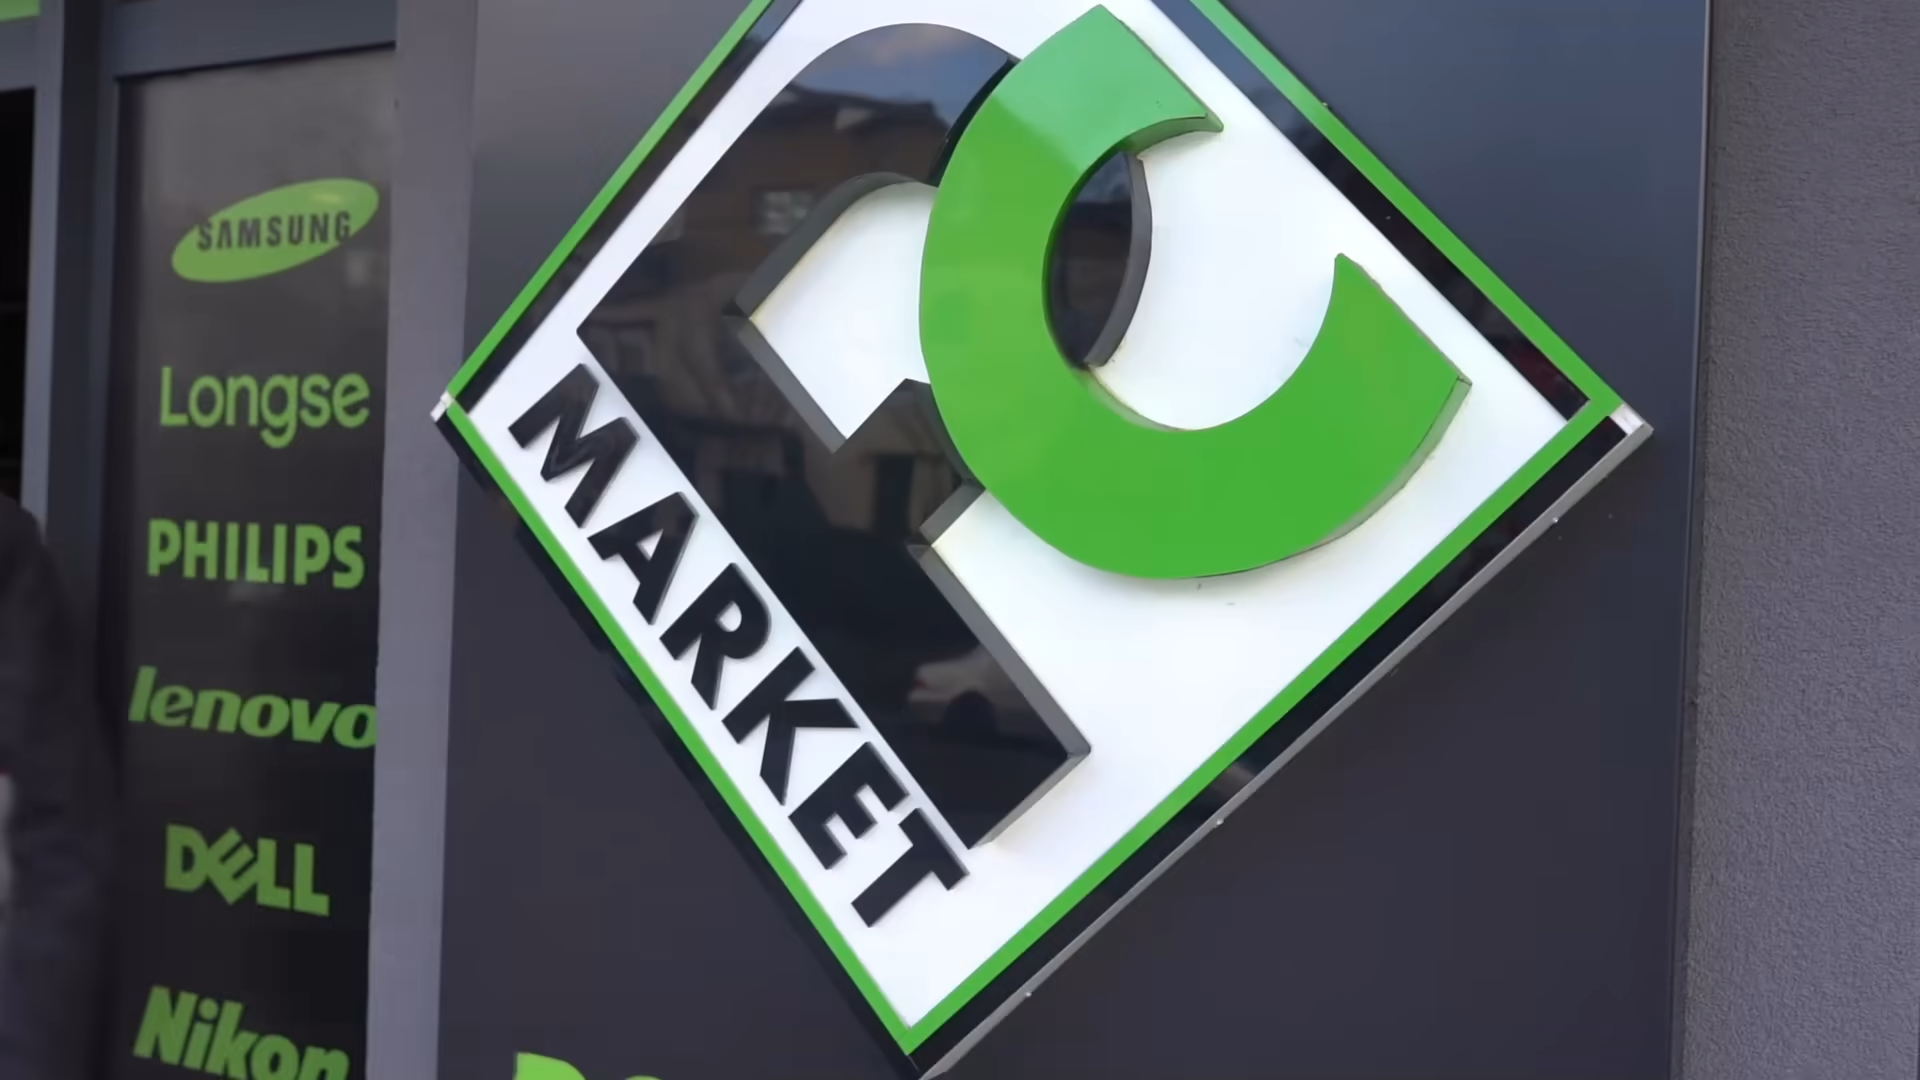 SAMSUNG
Longse
PHILIPS
lenovo
DELL
Nikon
PC
MARKET